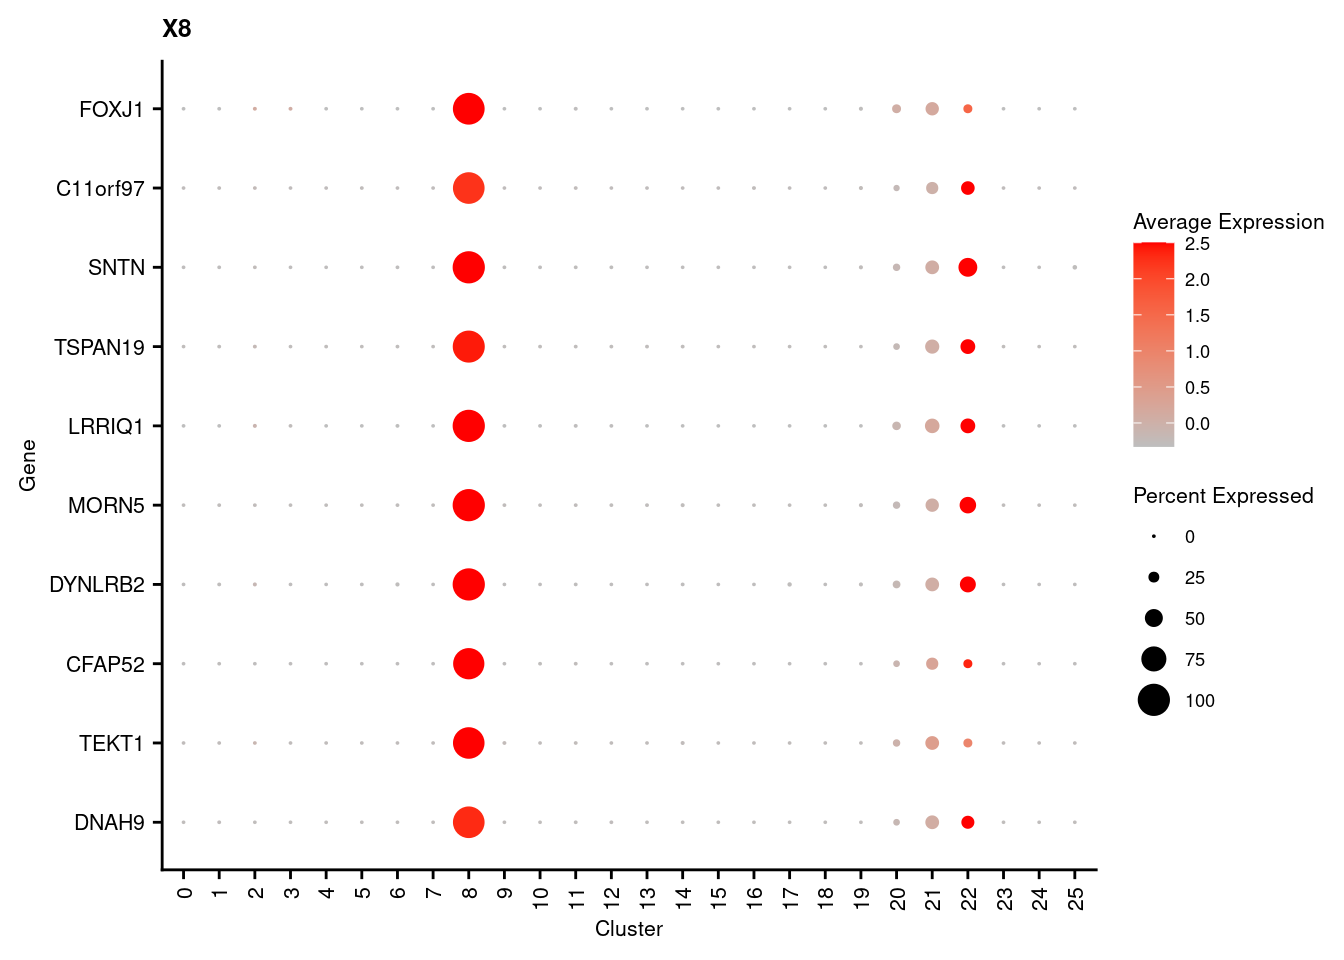 X8
FOXJ1
C11orf97
SNTN
TSPAN19
LRRIQ1
MORN5
DYNLRB2
CFAP52
TEKT1
DNAH9
Gene
0 1 2 3 4 5 6 7 8 9 10 11 12 13 14 15 16 17 18 19 20 21 22 23 24 25
Cluster
Average Expression
2.5
2.0
1.5
1.0
0.5
0.0
Percent Expressed
0
25
50
75
100